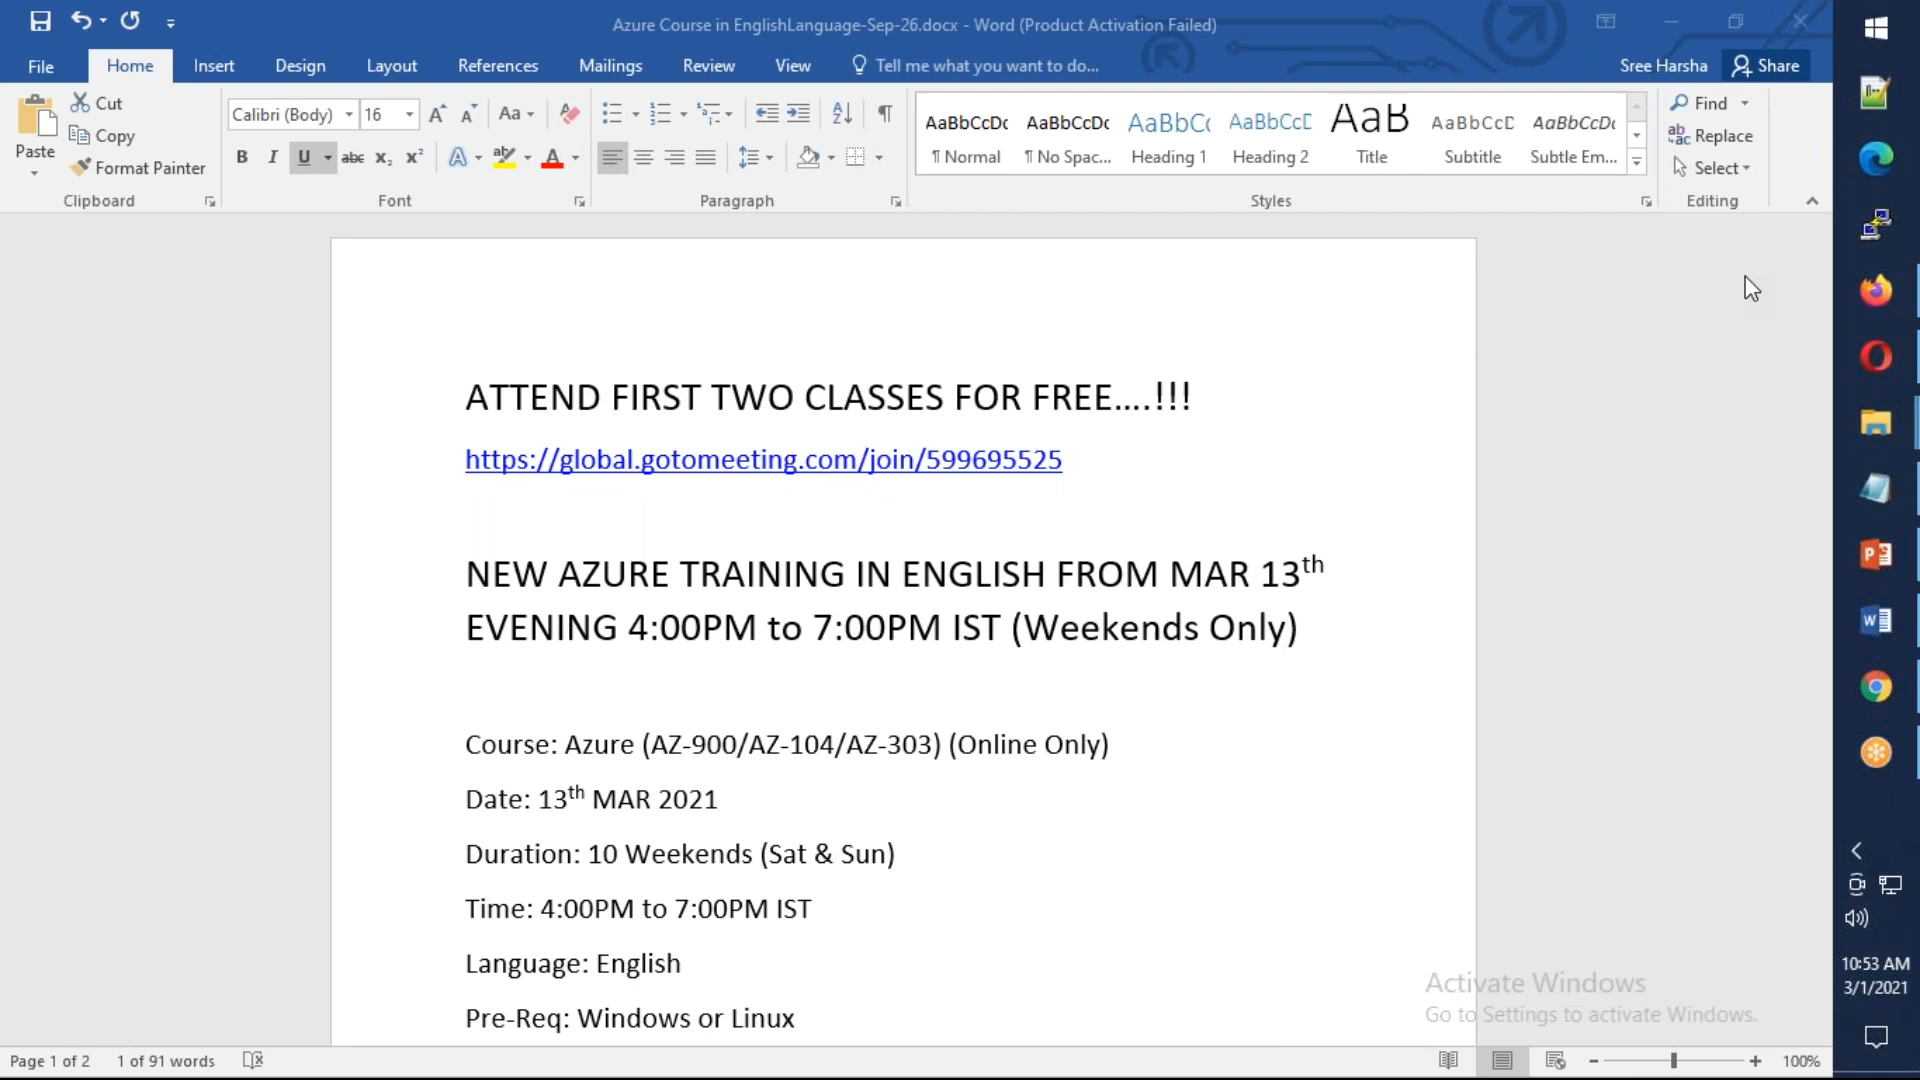 Azure Course in EnglishLanguage-Sep-26.docx - Word (Product Activation Failed)
File Home Insert Design Layout References Mailings Review View Tell me what you want to do... Sree Harsha Share
Paste
Cut
Copy
Format Painter
Clipboard
Calibri (Body) 16 Aa
B I U abc x₂ x² A ab A
Font
A Z ¶
Paragraph
AaBbCcDc AaBbCcDc AaBbCc AaBbCcD AaB AaBbCcD AaBbCcDc
¶ Normal ¶ No Spac... Heading 1 Heading 2 Title Subtitle Subtle Em...
Styles
Find
Replace
Select
Editing
ATTEND FIRST TWO CLASSES FOR FREE….!!!
https://global.gotomeeting.com/join/599695525
NEW AZURE TRAINING IN ENGLISH FROM MAR 13th
EVENING 4:00PM to 7:00PM IST (Weekends Only)
Course: Azure (AZ-900/AZ-104/AZ-303) (Online Only)
Date: 13th MAR 2021
Duration: 10 Weekends (Sat & Sun)
Time: 4:00PM to 7:00PM IST
Language: English
Pre-Req: Windows or Linux
Activate Windows
Go to Settings to activate Windows.
10:53 AM
3/1/2021
Page 1 of 2 1 of 91 words 100%